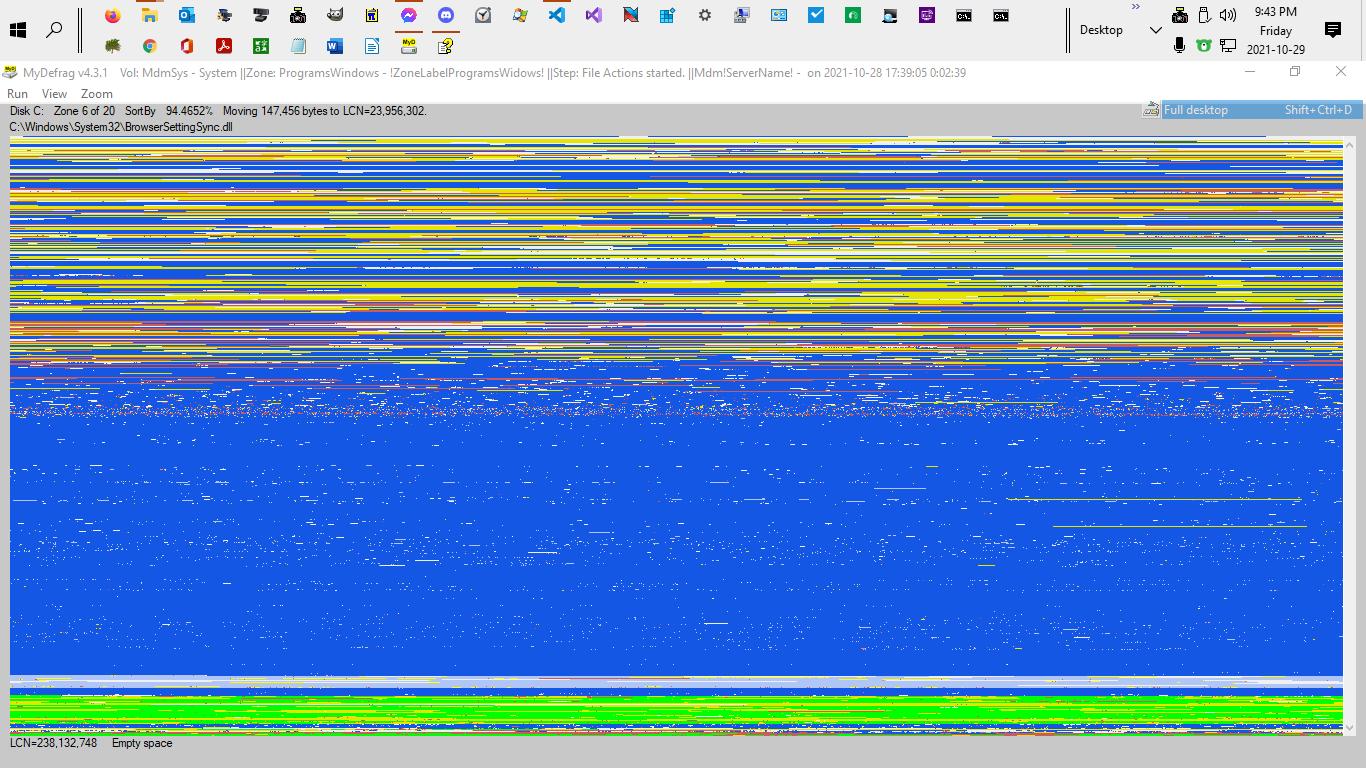 9:43 PM
Desktop
Friday
2021-10-29
MyDefrag v4.3.1 Vol: MdmSys - System ||Zone: ProgramsWindows - !ZoneLabelProgramsWidows! ||Step: File Actions started. ||Mdm!ServerName! - on 2021-10-28 17:39:05 0:02:39
Run View Zoom
Disk C: Zone 6 of 20 SortBy 94.4652% Moving 147,456 bytes to LCN=23,956,302.
Full desktop Shift+Ctrl+D
C:\Windows\System32\BrowserSettingSync.dll
LCN=238,132,748 Empty space